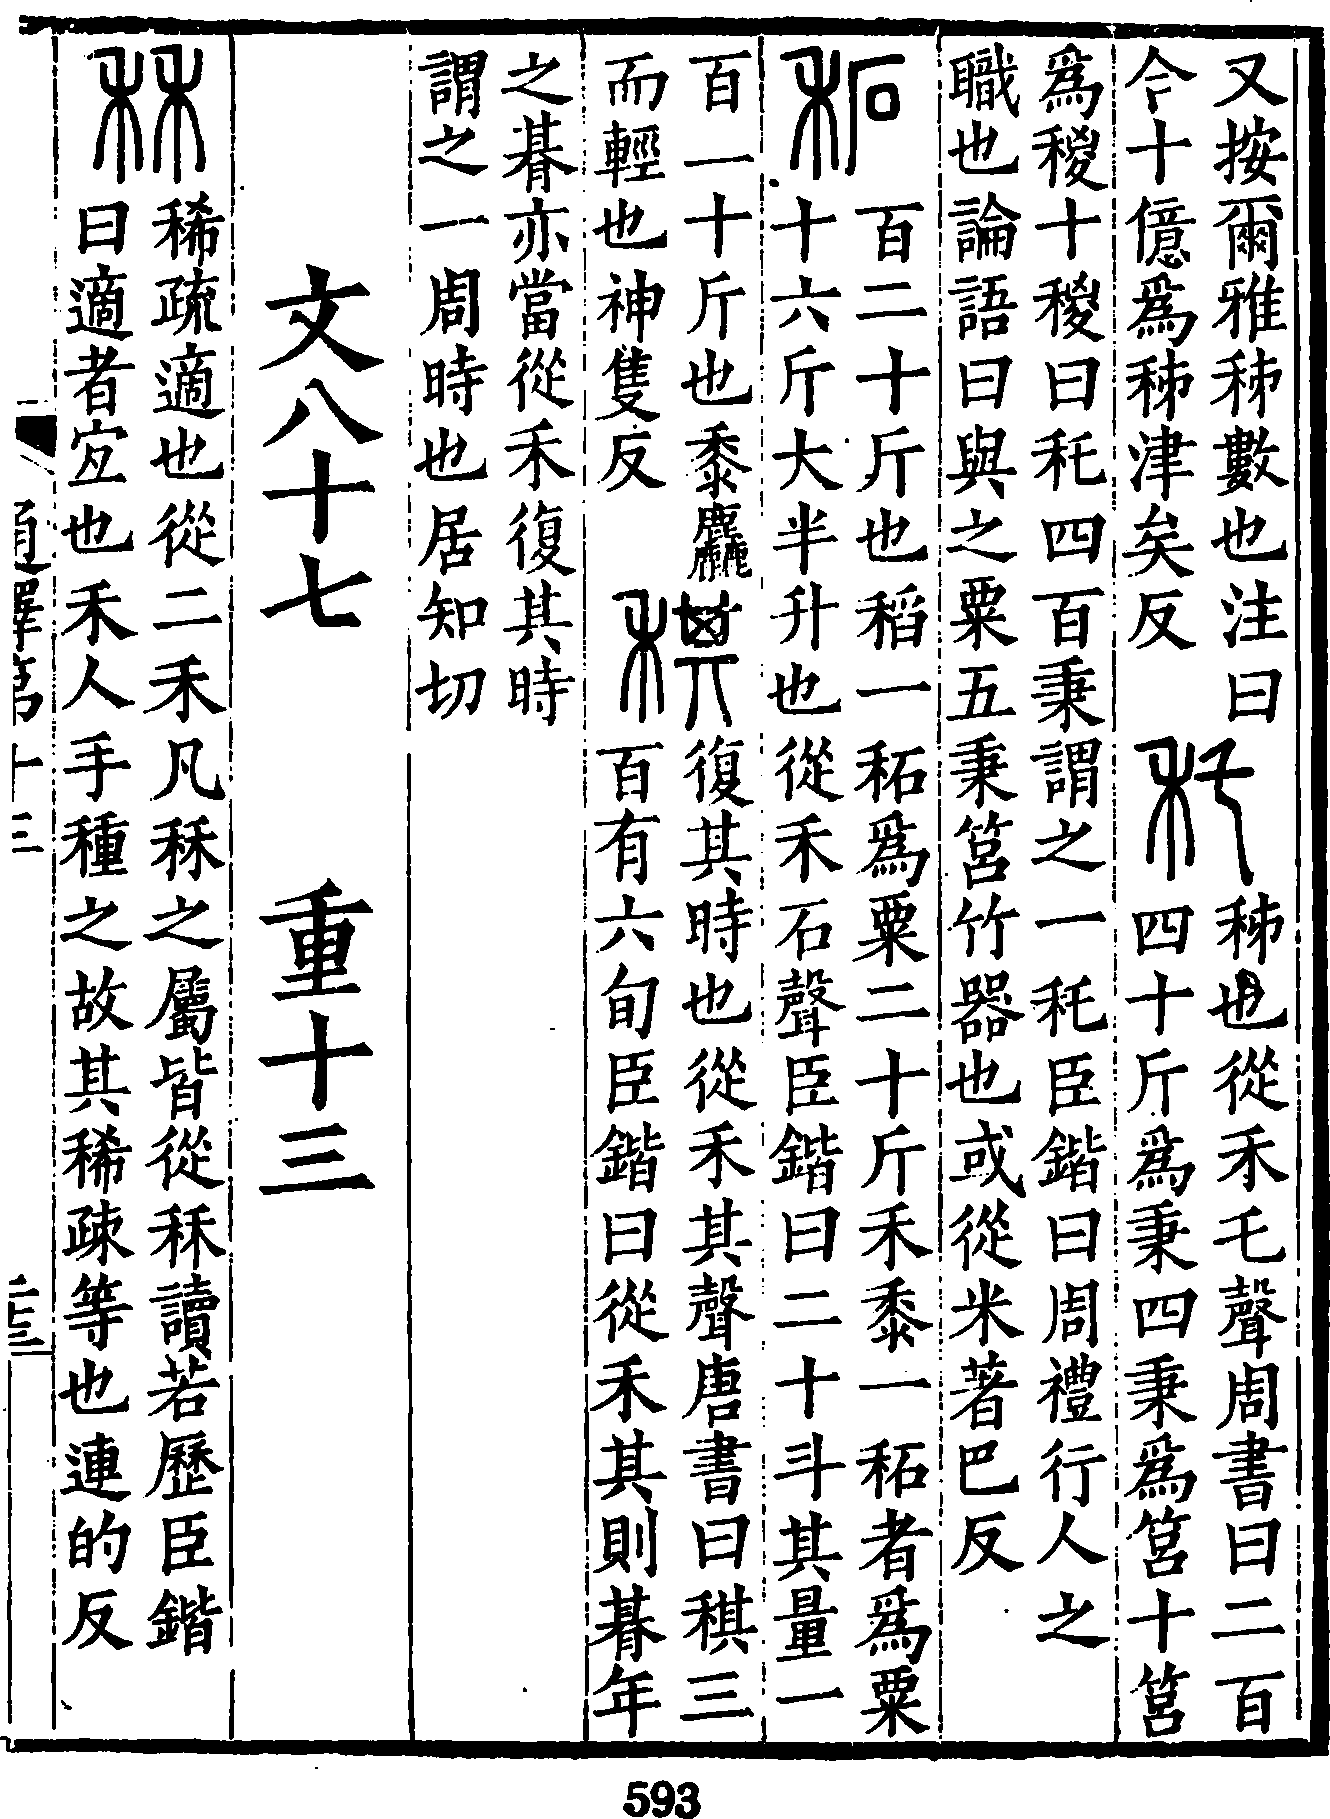 又按爾雅秭數也注曰
今十億爲秭津矣反
秅
秭也從禾乇聲周書曰二百
四十斤爲秉四秉爲筥十筥
爲稯十稯曰秅四百秉謂之一秅臣鍇曰周禮行人之
職也論語曰與之粟五秉筥竹器也或從米著巴反
䄷
百二十斤也稻一䄷爲粟二十斤禾黍一䄷者爲粟
十六斤大半升也從禾石聲臣鍇曰二十斗其量一
百一十斤也黍麤
而輕也神隻反
稘
復其時也從禾其聲唐書曰稘三
百有六旬臣鍇曰從禾其則朞年
之朞亦當從禾復其時
謂之一周時也居知切
文八十七　重十三
秝
稀疏適也從二禾凡秝之屬皆從秝讀若歷臣鍇
曰適者宜也禾人手種之故其稀疎等也連的反
通釋第十三
593